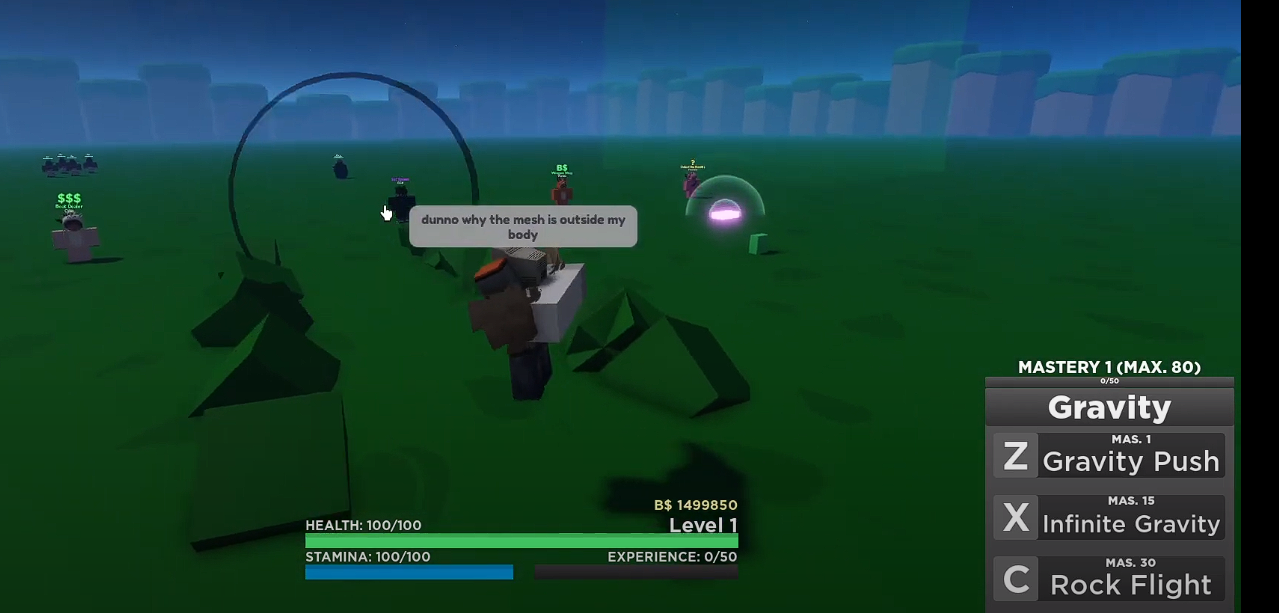 $$$
B$
?
dunno why the mesh is outside my
body
MASTERY 1 (MAX. 80)
0/50
Gravity
MAS. 1
Z Gravity Push
MAS. 15
X Infinite Gravity
MAS. 30
C Rock Flight
B$ 1499850
HEALTH: 100/100
Level 1
STAMINA: 100/100
EXPERIENCE: 0/50